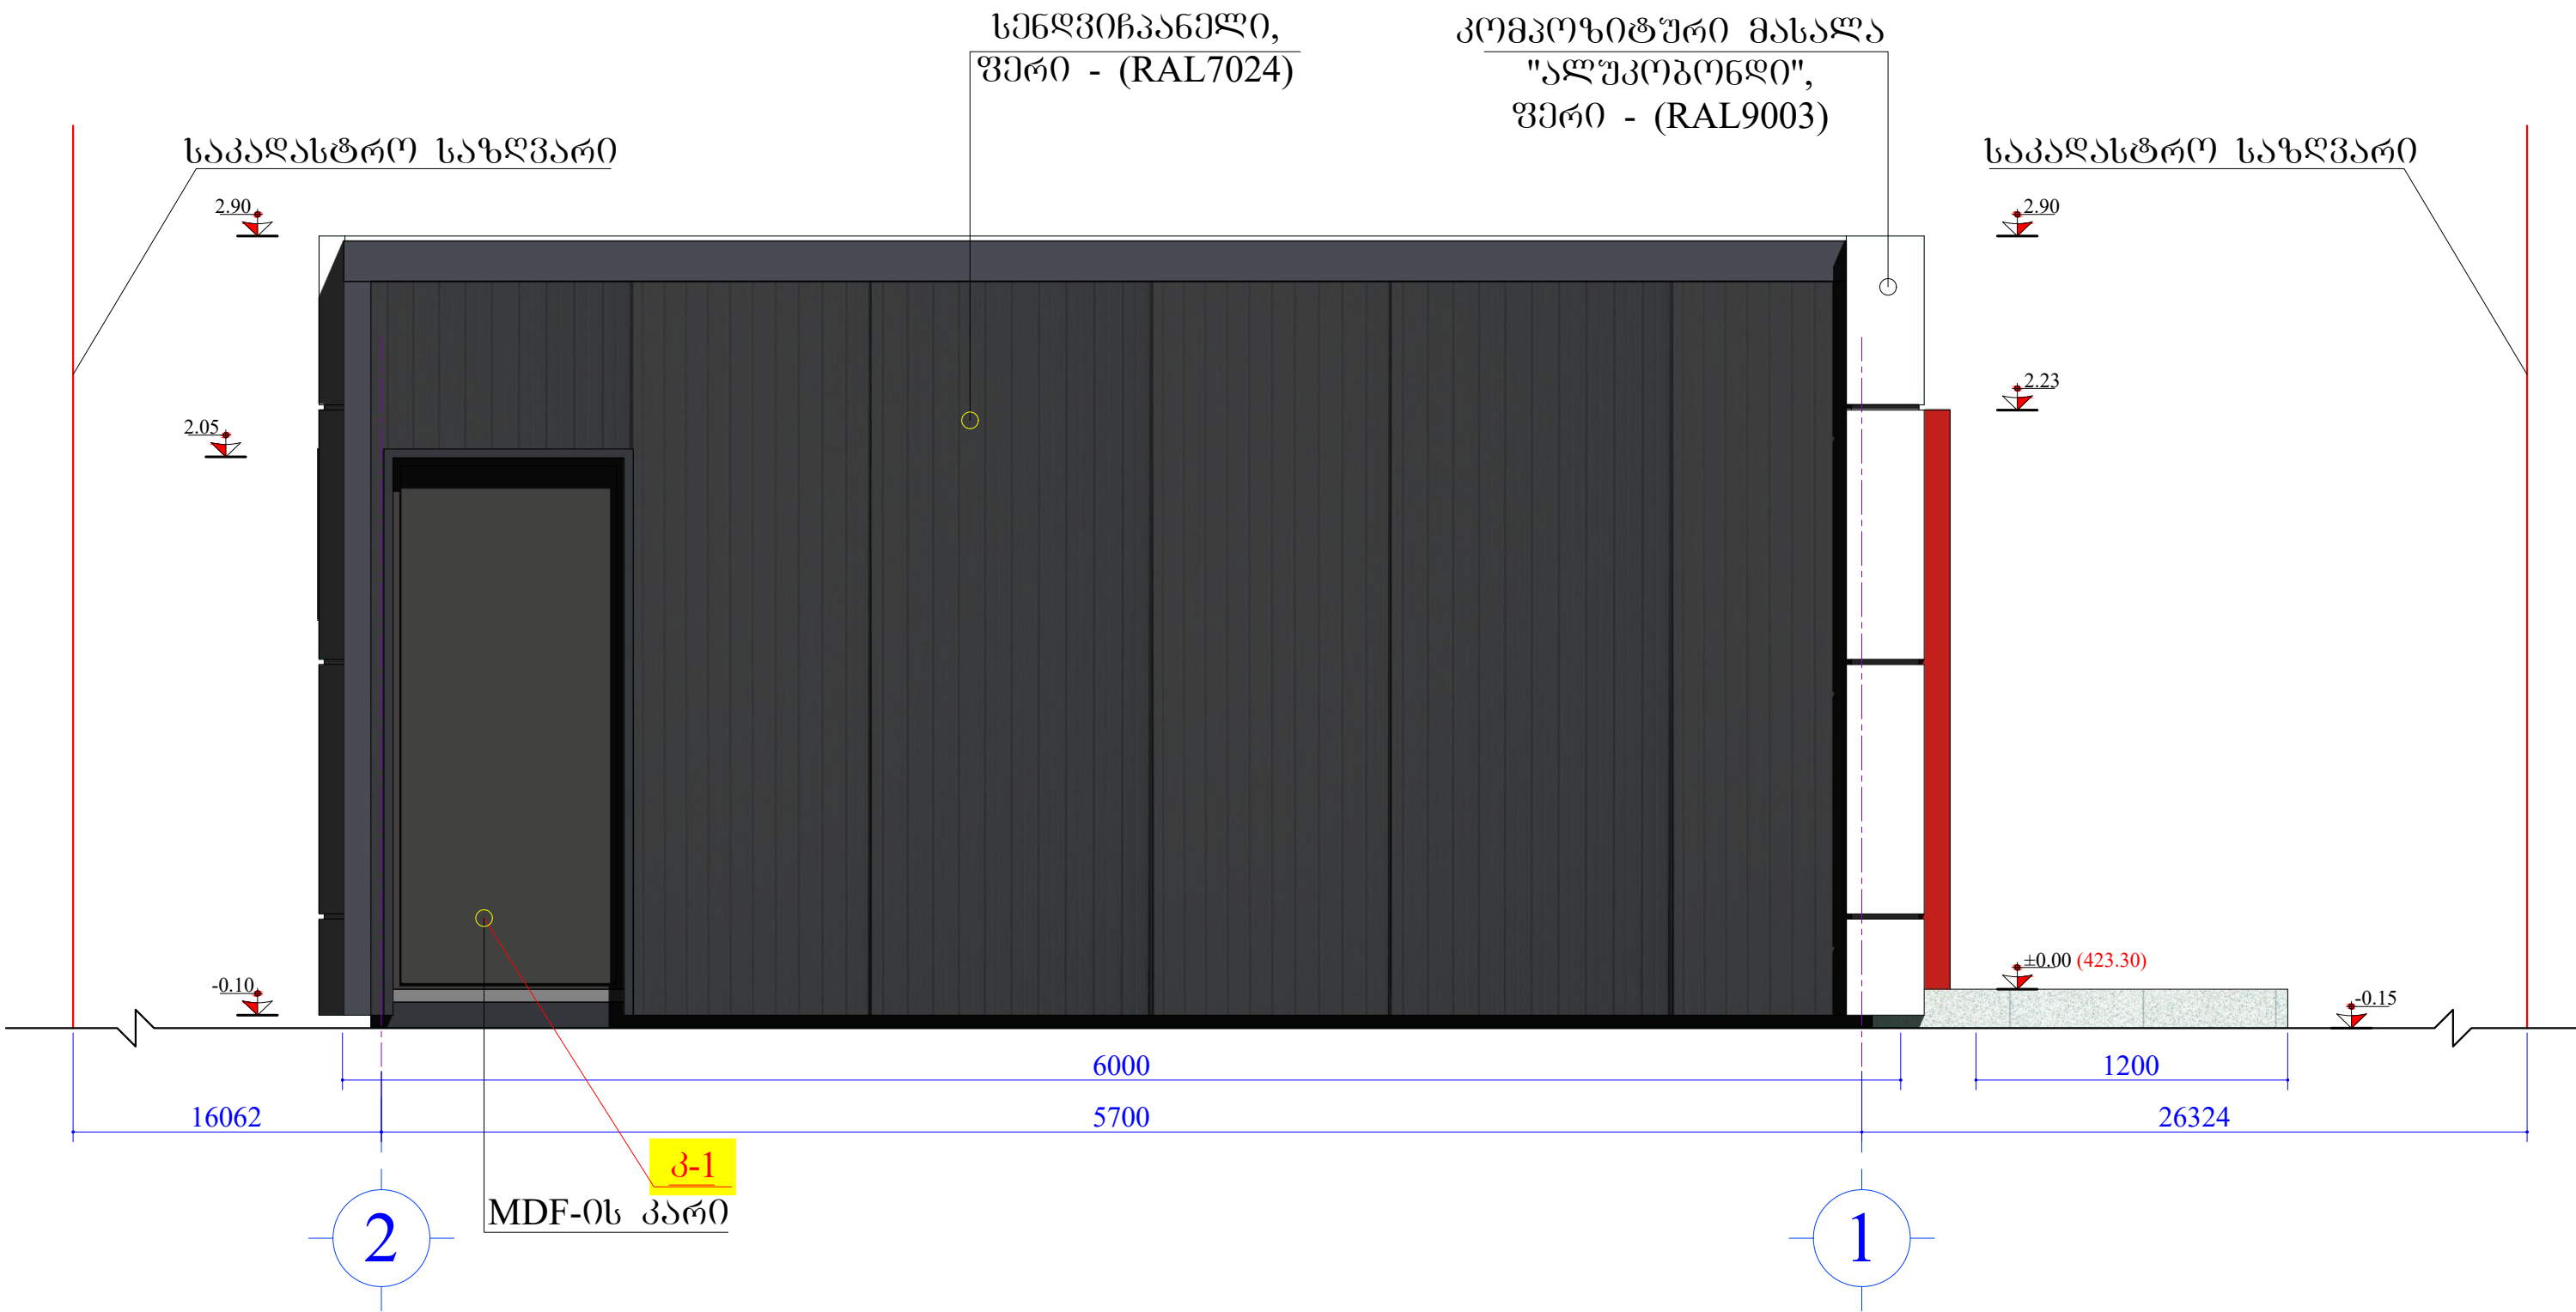 სენდვიჩპანელი,
ფერი - (RAL7024)
კომპოზიტური მასალა
"ალუკობონდი",
ფერი - (RAL9003)
საკადასტრო საზღვარი
საკადასტრო საზღვარი
2.90
2.90
2.23
2.05
±0.00 (423.30)
-0.10
-0.15
6000
1200
16062
5700
26324
კ-1
MDF-ის კარი
2
1